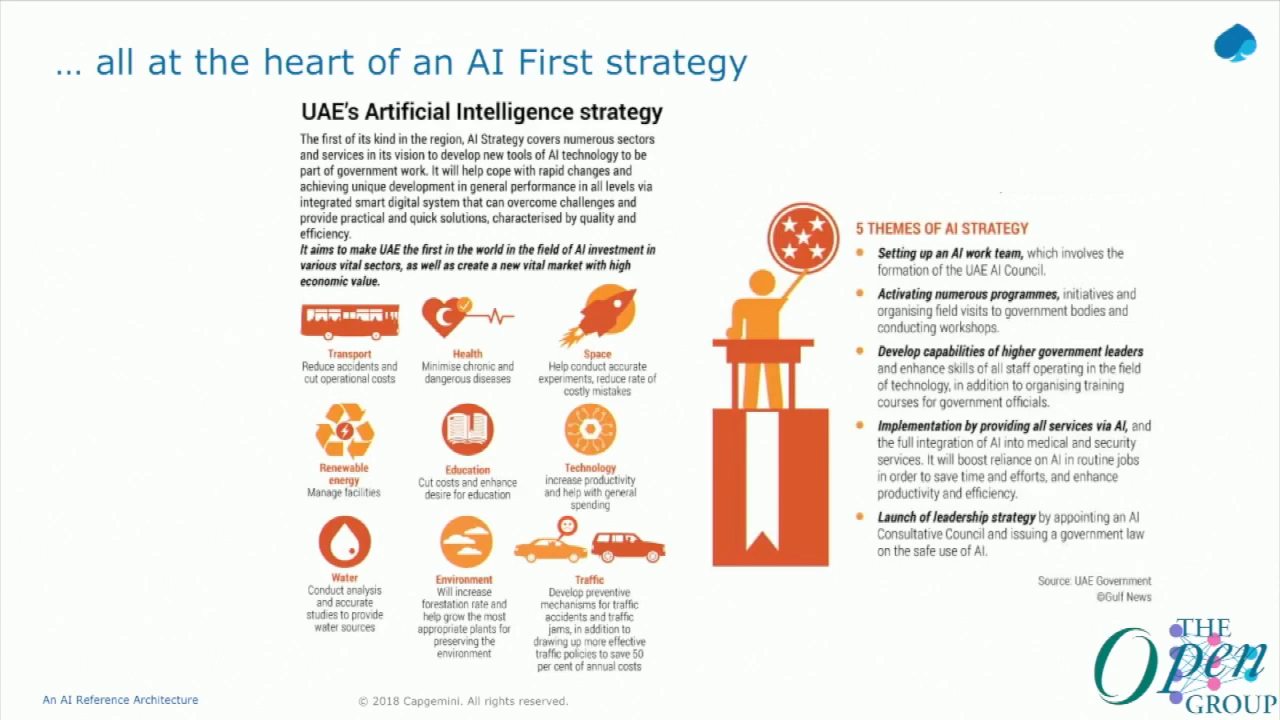 ... all at the heart of an AI First strategy
UAE's Artificial Intelligence strategy
The first of its kind in the region, AI Strategy covers numerous sectors
and services in its vision to develop new tools of AI technology to be
part of government work. It will help cope with rapid changes and
achieving unique development in general performance in all levels via
integrated smart digital system that can overcome challenges and
provide practical and quick solutions, characterised by quality and
efficiency.
It aims to make UAE the first in the world in the field of AI investment in
various vital sectors, as well as create a new vital market with high
economic value.
Transport
Reduce accidents and
cut operational costs
Health
Minimise chronic and
dangerous diseases
Space
Help conduct accurate
experiments, reduce rate of
costly mistakes
Renewable
energy
Manage facilities
Education
Cut costs and enhance
desire for education
Technology
increase productivity
and help with general
spending
Water
Conduct analysis
and accurate
studies to provide
water sources
Environment
Will increase
forestation rate and
help grow the most
appropriate plants for
preserving the
environment
Traffic
Develop preventive
mechanisms for traffic
accidents and traffic
jams, in addition to
drawing up more effective
traffic policies to save 50
per cent of annual costs
5 THEMES OF AI STRATEGY
Setting up an AI work team, which involves the
formation of the UAE AI Council.
Activating numerous programmes, initiatives and
organising field visits to government bodies and
conducting workshops.
Develop capabilities of higher government leaders
and enhance skills of all staff operating in the field
of technology, in addition to organising training
courses for government officials.
Implementation by providing all services via AI, and
the full integration of AI into medical and security
services. It will boost reliance on AI in routine jobs
in order to save time and efforts, and enhance
productivity and efficiency.
Launch of leadership strategy by appointing an AI
Consultative Council and issuing a government law
on the safe use of AI.
Source: UAE Government
©Gulf News
An AI Reference Architecture
© 2018 Capgemini. All rights reserved.
THE
Open
GROUP